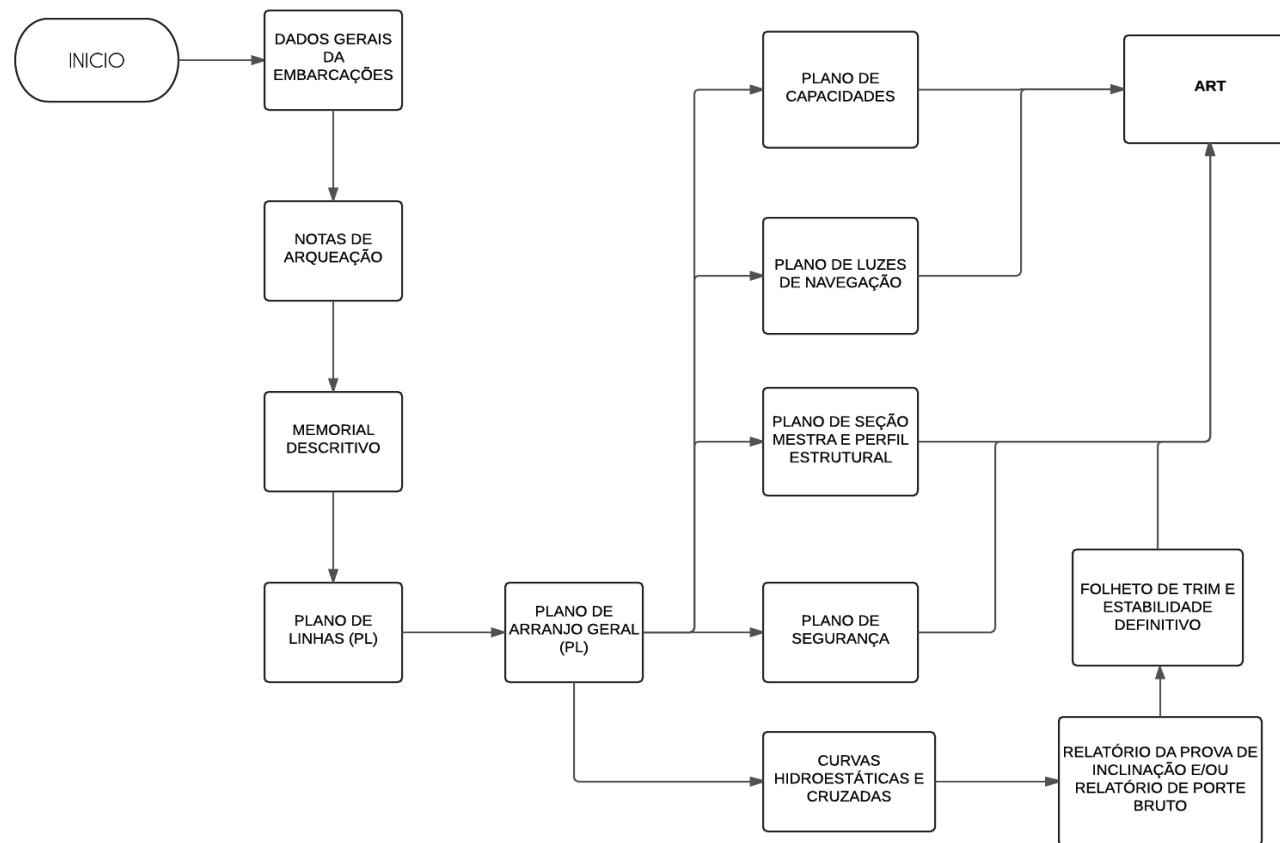 INICIO
DADOS GERAIS
DA
EMBARCAÇÕES
NOTAS DE
ARQUEAÇÃO
MEMORIAL
DESCRITIVO
PLANO DE
LINHAS (PL)
PLANO DE
ARRANJO GERAL
(PL)
PLANO DE
CAPACIDADES
PLANO DE LUZES
DE NAVEGAÇÃO
PLANO DE SEÇÃO
MESTRA E PERFIL
ESTRUTURAL
PLANO DE
SEGURANÇA
CURVAS
HIDROESTÁTICAS E
CRUZADAS
RELATÓRIO DA PROVA DE
INCLINAÇÃO E/OU
RELATÓRIO DE PORTE
BRUTO
FOLHETO DE TRIM E
ESTABILIDADE
DEFINITIVO
ART